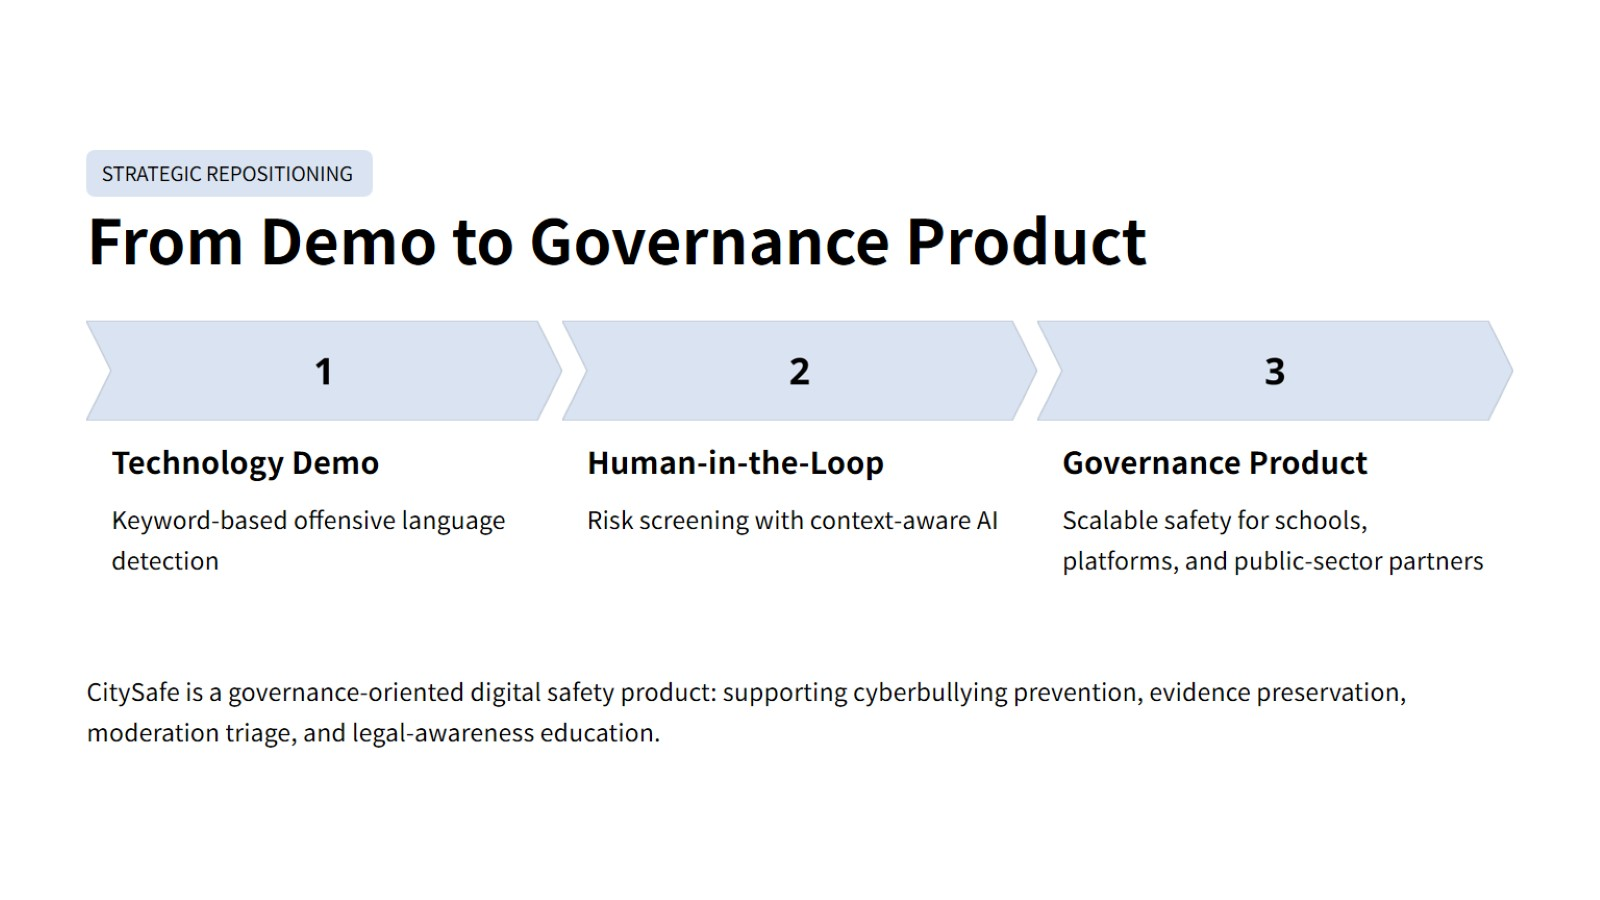 STRATEGIC REPOSITIONING
From Demo to Governance Product
1
2
3
Technology Demo
Keyword-based offensive language
detection
Human-in-the-Loop
Risk screening with context-aware AI
Governance Product
Scalable safety for schools,
platforms, and public-sector partners
CitySafe is a governance-oriented digital safety product: supporting cyberbullying prevention, evidence preservation,
moderation triage, and legal-awareness education.